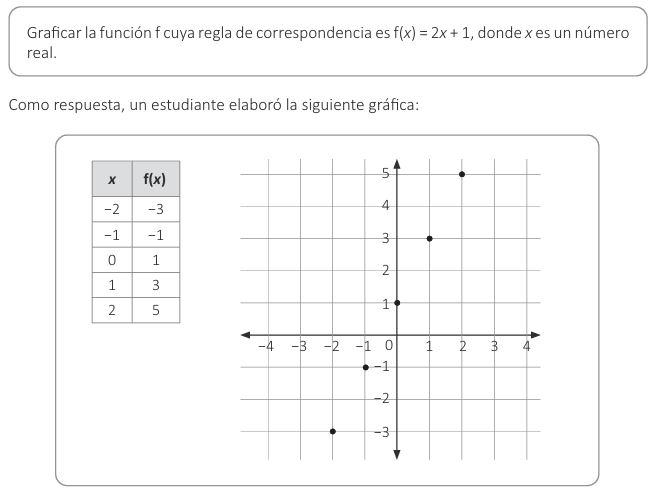 Graficar la función f cuya regla de correspondencia es f(x) = 2x + 1, donde x es un número
real.
Como respuesta, un estudiante elaboró la siguiente gráfica:
x f(x)
−2 −3
−1 −1
0 1
1 3
2 5
5
4
3
2
1
−4 −3 −2 −1 0 1 2 3 4
−1
−2
−3